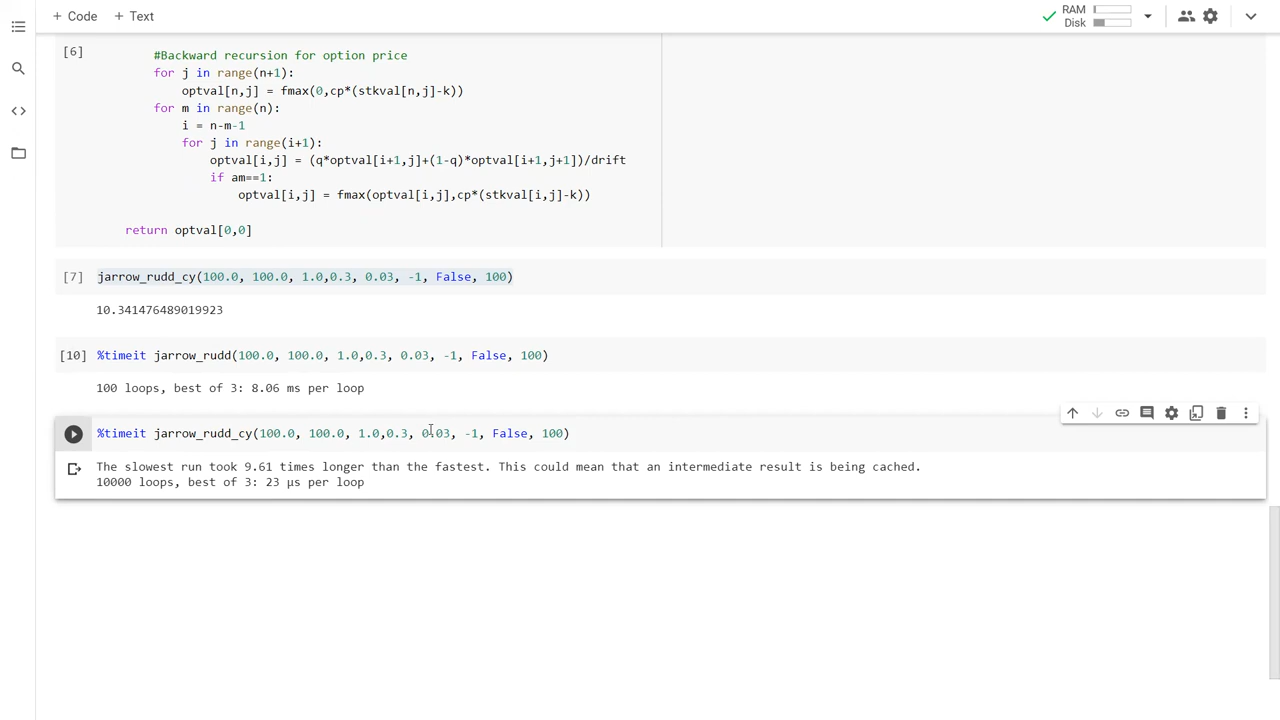 + Code + Text
RAM
Disk
[6]
#Backward recursion for option price
for j in range(n+1):
optval[n,j] = fmax(0,cp*(stkval[n,j]-k))
for m in range(n):
i = n-m-1
for j in range(i+1):
optval[i,j] = (q*optval[i+1,j]+(1-q)*optval[i+1,j+1])/drift
if am==1:
optval[i,j] = fmax(optval[i,j],cp*(stkval[i,j]-k))
return optval[0,0]
[7] jarrow_rudd_cy(100.0, 100.0, 1.0,0.3, 0.03, -1, False, 100)
10.341476489019923
[10] %timeit jarrow_rudd(100.0, 100.0, 1.0,0.3, 0.03, -1, False, 100)
100 loops, best of 3: 8.06 ms per loop
%timeit jarrow_rudd_cy(100.0, 100.0, 1.0,0.3, 0.03, -1, False, 100)
The slowest run took 9.61 times longer than the fastest. This could mean that an intermediate result is being cached.
10000 loops, best of 3: 23 µs per loop